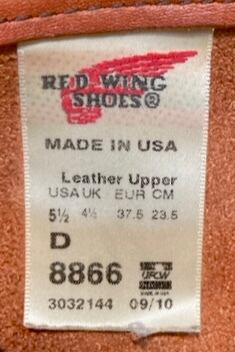 RED WING
SHOES®
MADE IN USA
Leather Upper
USA UK EUR CM
5½ 4½ 37.5 23.5
D
8866 UFCW
3032144 09/10